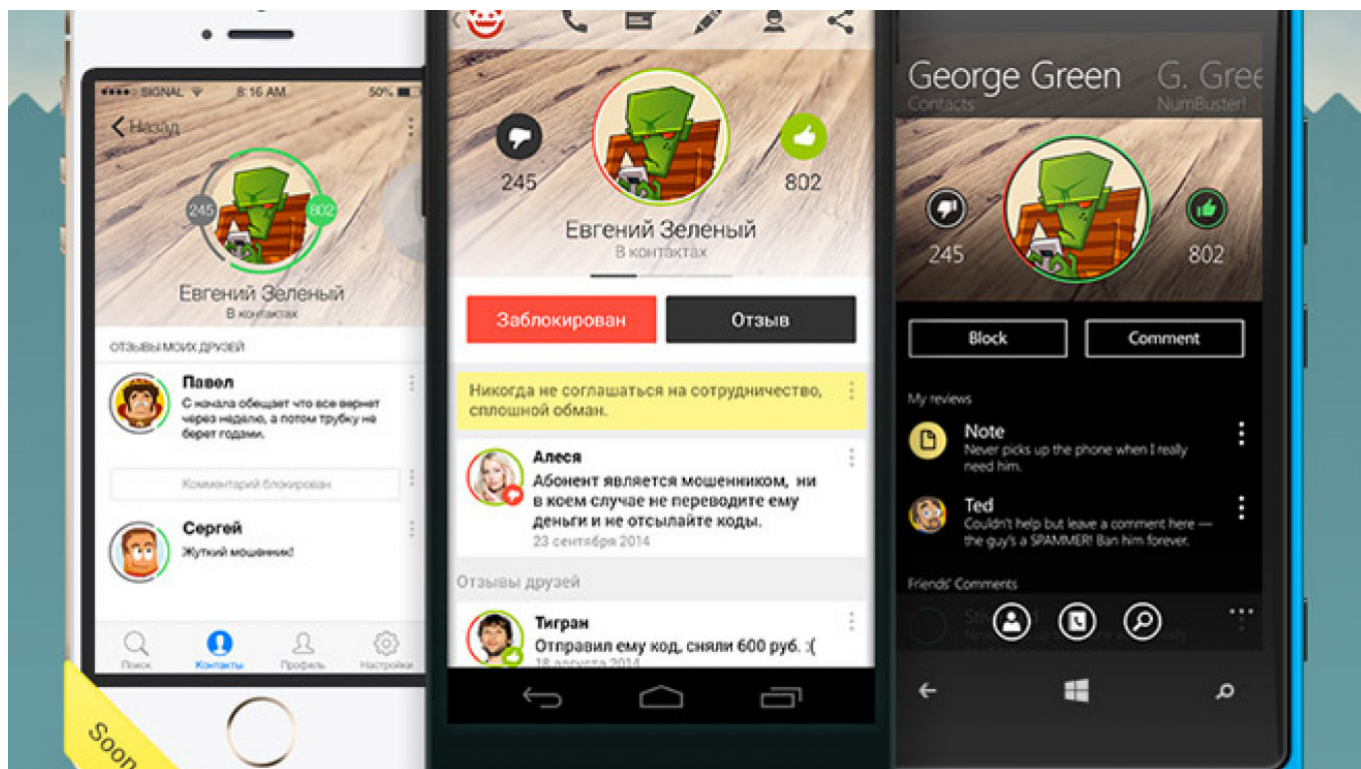 SIGNAL
8:16 AM
50%
Назад
245
802
Евгений Зеленый
В контактах
ОТЗЫВЫ МОИХ ДРУЗЕЙ
Павел
С начала обещает что все вернет
через неделю, а потом трубку не
берет годами.
Комментарий блокирован
Сергей
Жуткий мошенник!
Поиск
Контакты
Профиль
Настройки
Soon
245
802
Евгений Зеленый
В контактах
Заблокирован
Отзыв
Никогда не соглашаться на сотрудничество,
сплошной обман.
Алеся
Абонент является мошенником, ни
в коем случае не переводите ему
деньги и не отсылайте коды.
23 сентября 2014
Отзывы друзей
Тигран
Отправил ему код, сняли 600 руб. :(
18 августа 2014
George Green
G. Gree
Contacts
NumBuster!
245
802
Block
Comment
My reviews
Note
Never picks up the phone when I really
need him.
Ted
Couldn't help but leave a comment here —
the guy's a SPAMMER! Ban him forever.
Friends' Comments